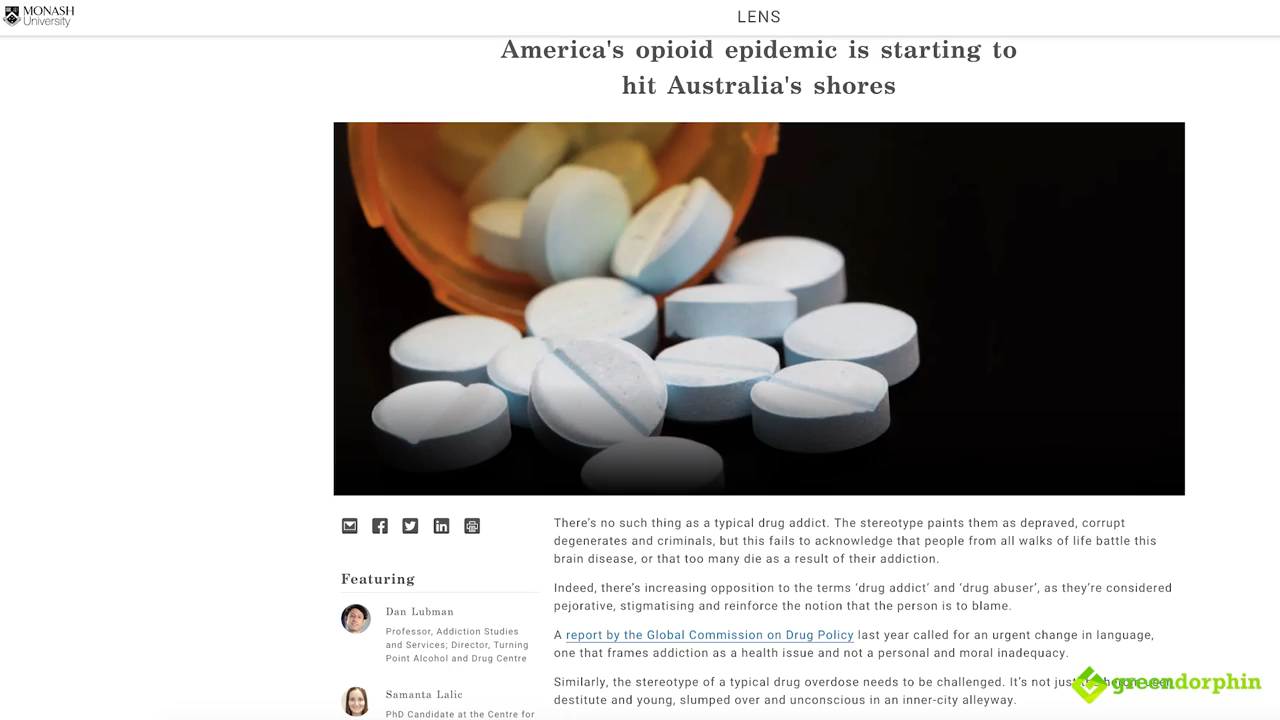 MONASH
University
LENS
America's opioid epidemic is starting to
hit Australia's shores
There's no such thing as a typical drug addict. The stereotype paints them as depraved, corrupt
degenerates and criminals, but this fails to acknowledge that people from all walks of life battle this
brain disease, or that too many die as a result of their addiction.
Indeed, there's increasing opposition to the terms ‘drug addict’ and ‘drug abuser’, as they're considered
pejorative, stigmatising and reinforce the notion that the person is to blame.
A report by the Global Commission on Drug Policy last year called for an urgent change in language,
one that frames addiction as a health issue and not a personal and moral inadequacy.
Similarly, the stereotype of a typical drug overdose needs to be challenged. It's not just
destitute and young, slumped over and unconscious in an inner-city alleyway.
Featuring
Dan Lubman
Professor, Addiction Studies
and Services; Director, Turning
Point Alcohol and Drug Centre
Samanta Lalic
PhD Candidate at the Centre for
greendorphin